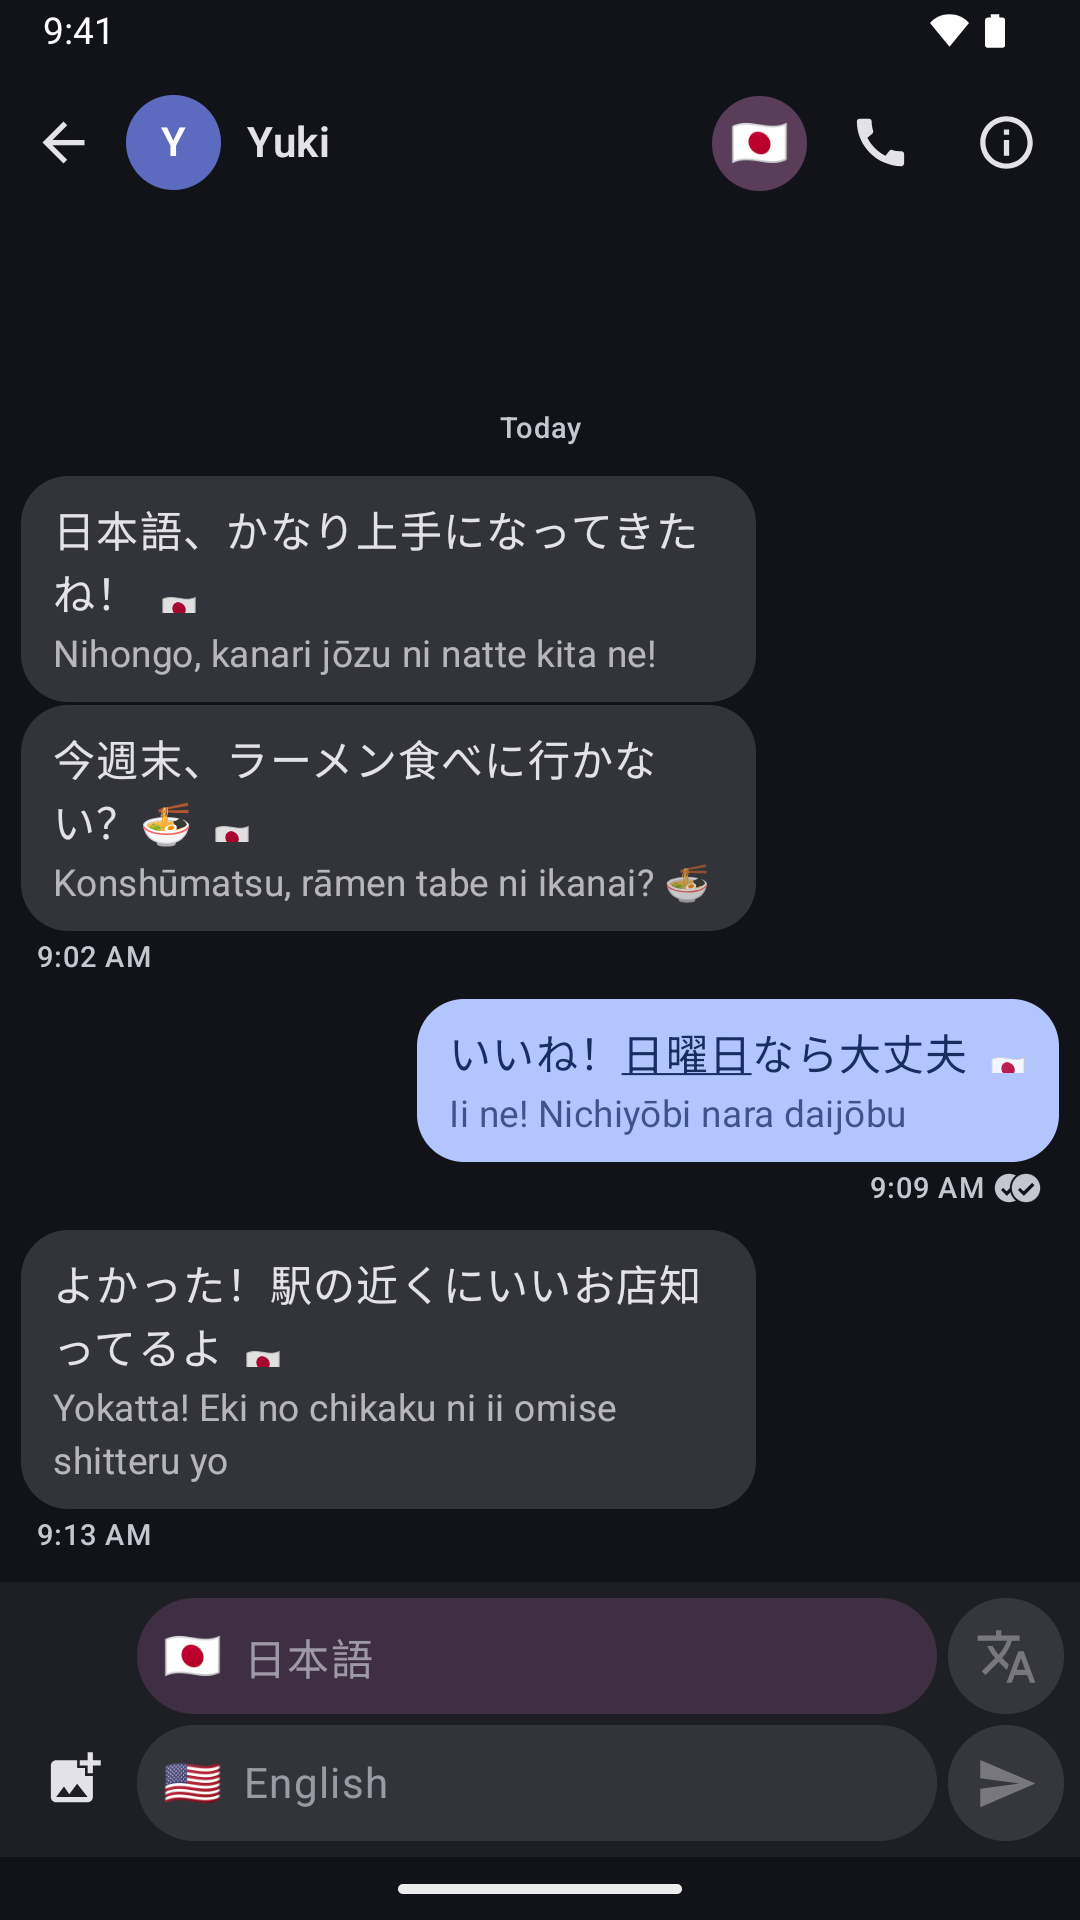 9:41
Y Yuki
Today
日本語、かなり上手になってきた
ね！ 🇯🇵
Nihongo, kanari jōzu ni natte kita ne!
今週末、ラーメン食べに行かな
い？🍜 🇯🇵
Konshūmatsu, rāmen tabe ni ikanai? 🍜
9:02 AM
いいね！日曜日なら大丈夫 🇯🇵
Ii ne! Nichiyōbi nara daijōbu
9:09 AM
よかった！駅の近くにいいお店知
ってるよ 🇯🇵
Yokatta! Eki no chikaku ni ii omise
shitteru yo
9:13 AM
🇯🇵 日本語
🇺🇸 English